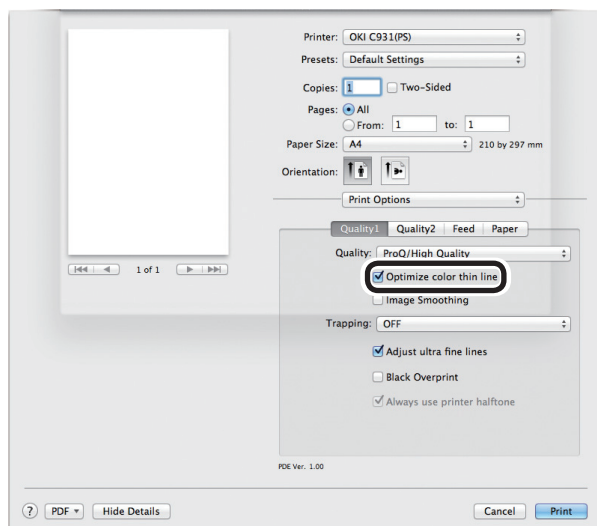 Printer: OKI C931(PS)
Presets: Default Settings
Copies: 1 Two-Sided
Pages: All
From: 1 to: 1
Paper Size: A4 210 by 297 mm
Orientation:
Print Options
Quality1 Quality2 Feed Paper
Quality: ProQ/High Quality
1 of 1
Optimize color thin line
Image Smoothing
Trapping: OFF
Adjust ultra fine lines
Black Overprint
Always use printer halftone
PDE Ver. 1.00
? PDF Hide Details Cancel Print